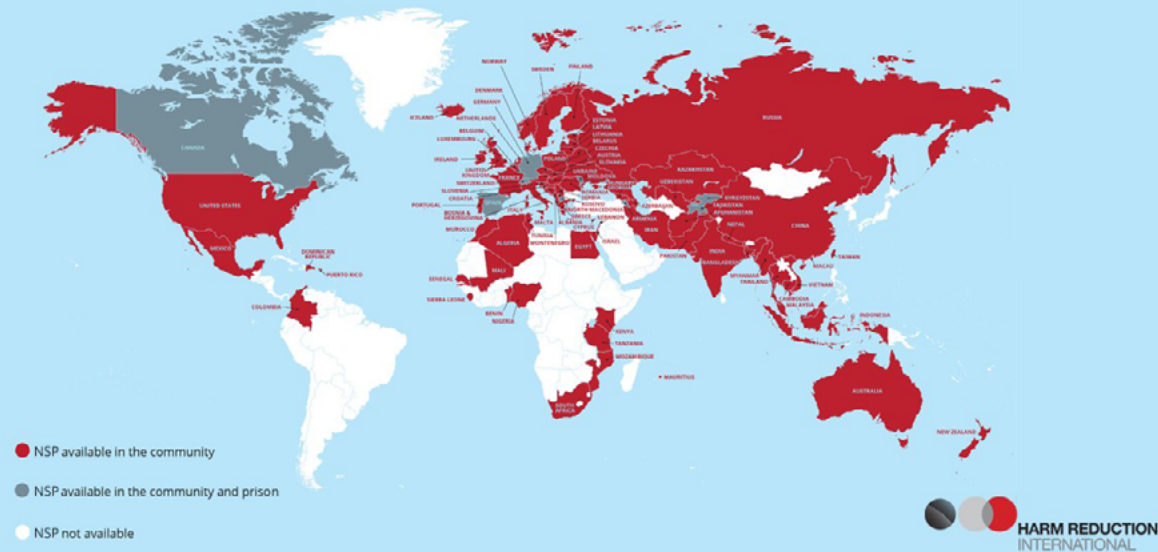 NORWAY
SWEDEN
FINLAND
DENMARK
GERMANY
ICELAND
NETHERLANDS
BELGIUM
LUXEMBOURG
IRELAND
UNITED
KINGDOM
SWITZERLAND
SLOVENIA
CROATIA
PORTUGAL
BOSNIA &
HERZEGOVINA
MOROCCO
ESTONIA
LATVIA
LITHUANIA
BELARUS
CZECHIA
AUSTRIA
SLOVAKIA
POLAND
UKRAINE
MOLDOVA
FRANCE
SPAIN
ITALY
ROMANIA
SERBIA
KOSOVO
NORTH MACEDONIA
GREECE
LEBANON
CYPRUS
MALTA
ALBANIA
TUNISIA
MONTENEGRO
ISRAEL
RUSSIA
CANADA
UNITED STATES
MEXICO
DOMINICAN
REPUBLIC
PUERTO RICO
COLOMBIA
KAZAKHSTAN
UZBEKISTAN
AZERBAIJAN
ARMENIA
KYRGYZSTAN
TAJIKISTAN
AFGHANISTAN
IRAN
NEPAL
CHINA
PAKISTAN
INDIA
BANGLADESH
TAIWAN
MACAU
MYANMAR
THAILAND
VIETNAM
CAMBODIA
MALAYSIA
INDONESIA
ALGERIA
EGYPT
MALI
SENEGAL
SIERRA LEONE
BENIN
NIGERIA
KENYA
TANZANIA
MOZAMBIQUE
MAURITIUS
SOUTH
AFRICA
AUSTRALIA
NEW ZEALAND
NSP available in the community
NSP available in the community and prison
NSP not available
HARM REDUCTION
INTERNATIONAL